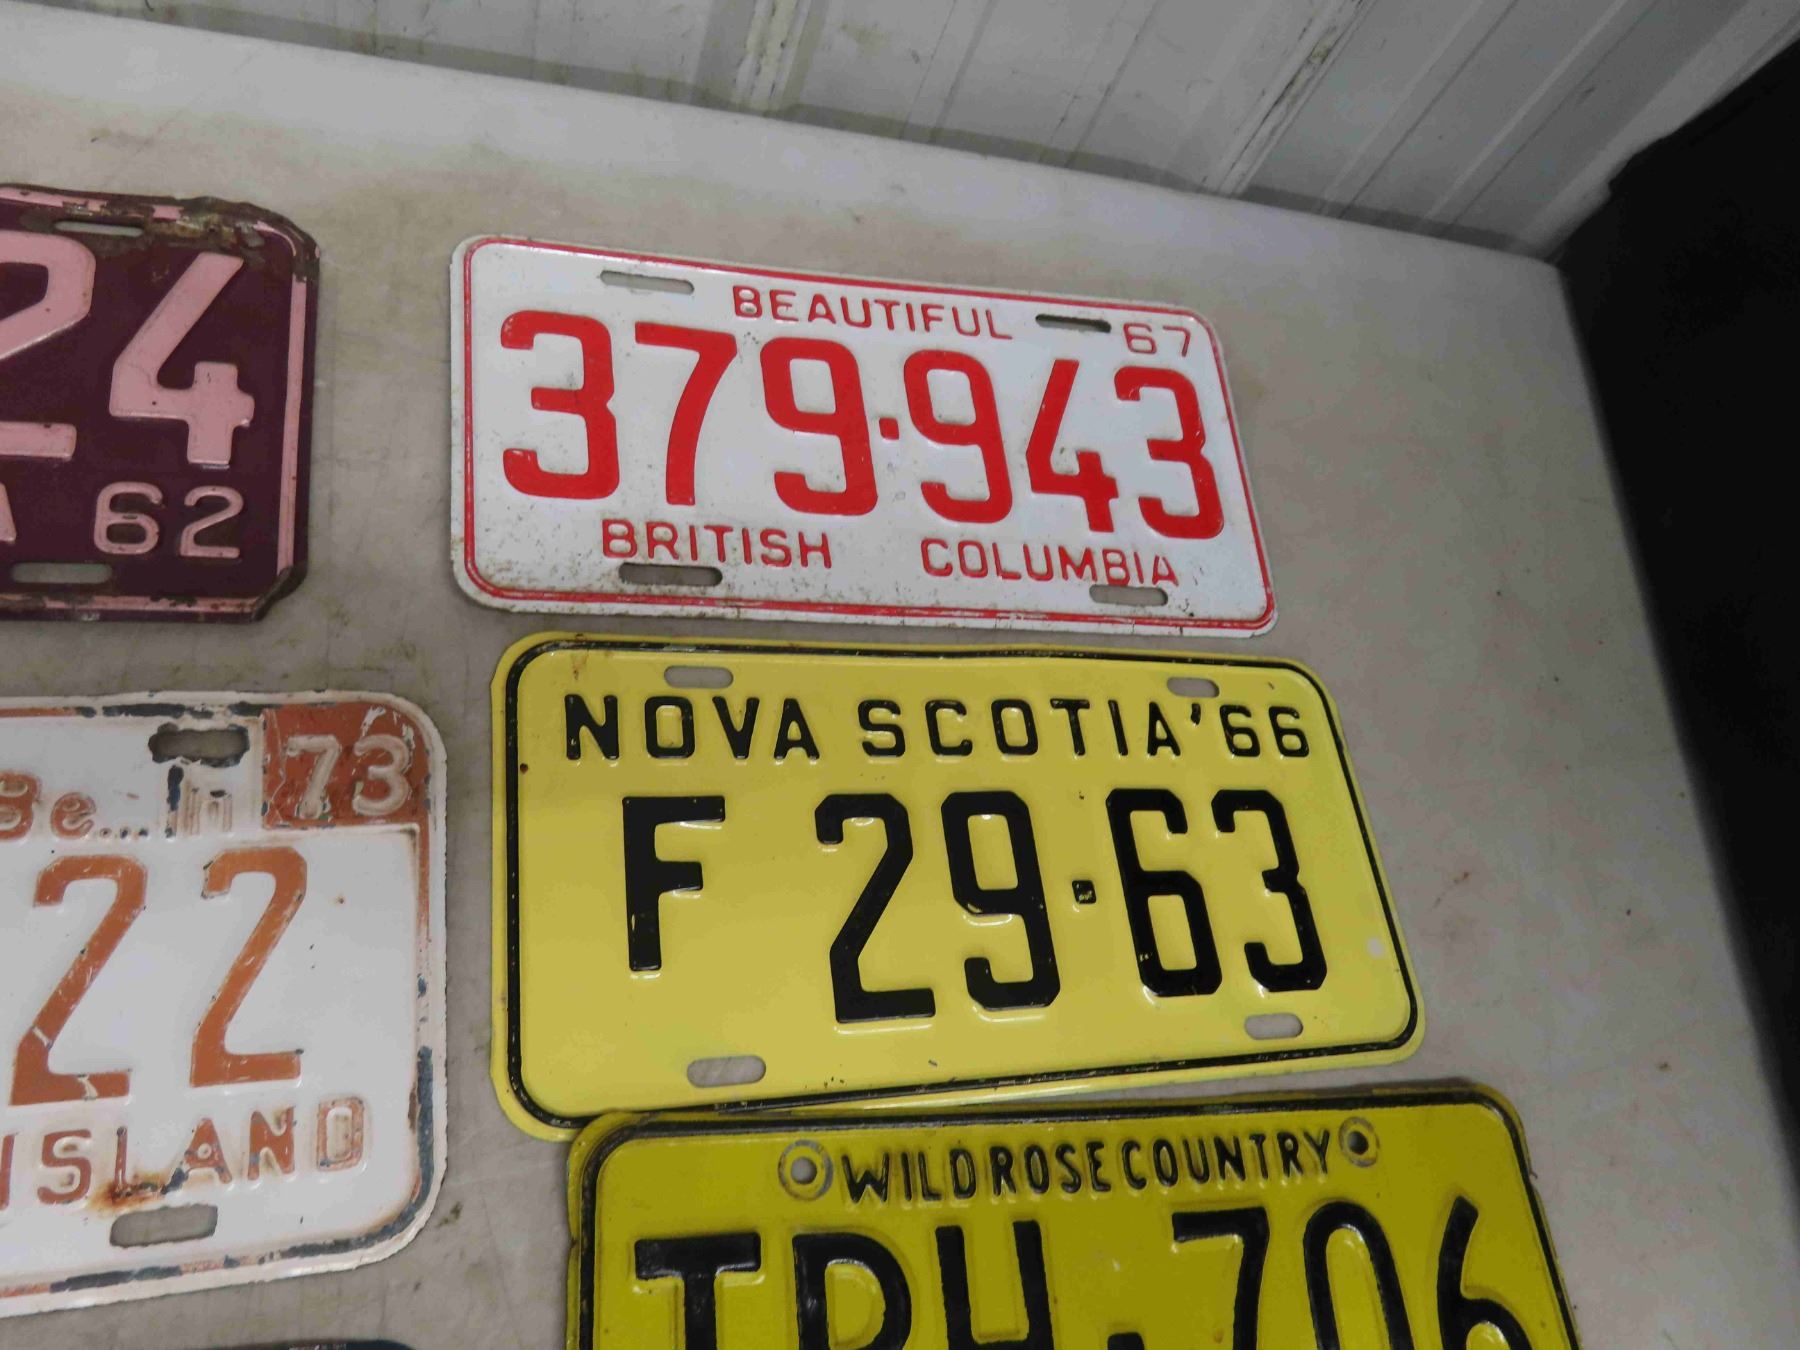 24
62
BEAUTIFUL 67
379·943
BRITISH COLUMBIA
73
22
ISLAND
NOVA SCOTIA '66
F 29·63
WILD ROSE COUNTRY
706